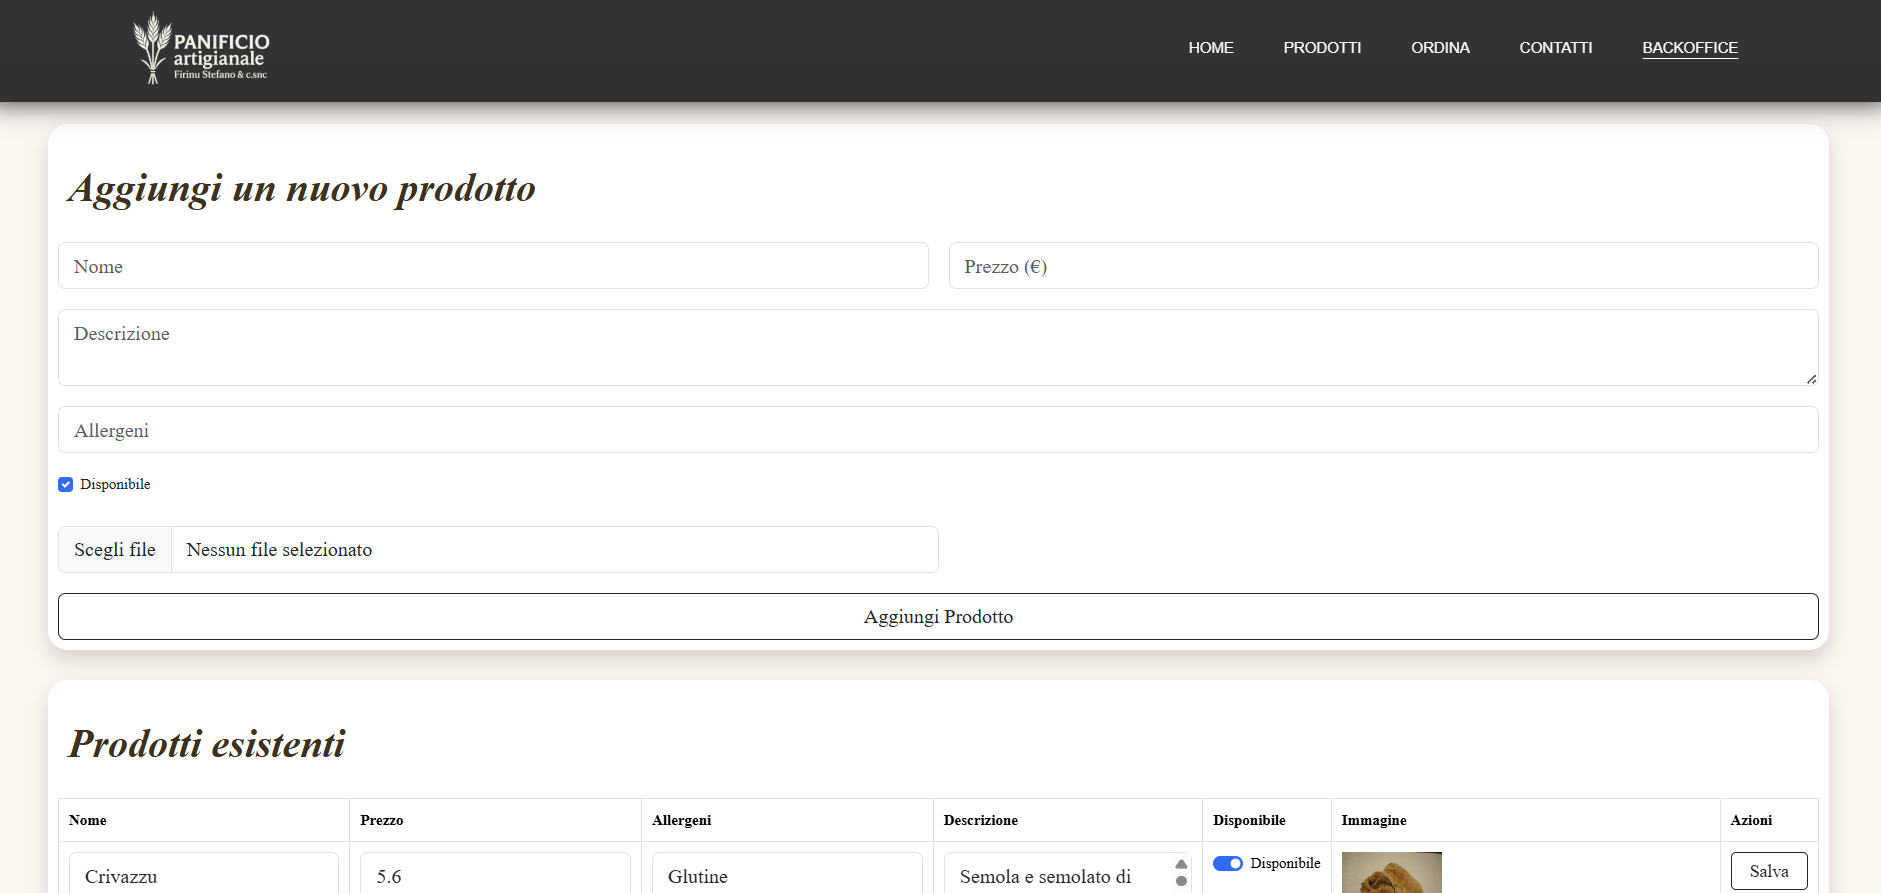 PANIFICIO
artigianale
Firinu Stefano & c.snc
HOME PRODOTTI ORDINA CONTATTI BACKOFFICE
Aggiungi un nuovo prodotto
Nome Prezzo (€)
Descrizione
Allergeni
Disponibile
Scegli file Nessun file selezionato
Aggiungi Prodotto
Prodotti esistenti
Nome Prezzo Allergeni Descrizione Disponibile Immagine Azioni
Crivazzu 5.6 Glutine Semola e semolato di Disponibile Salva